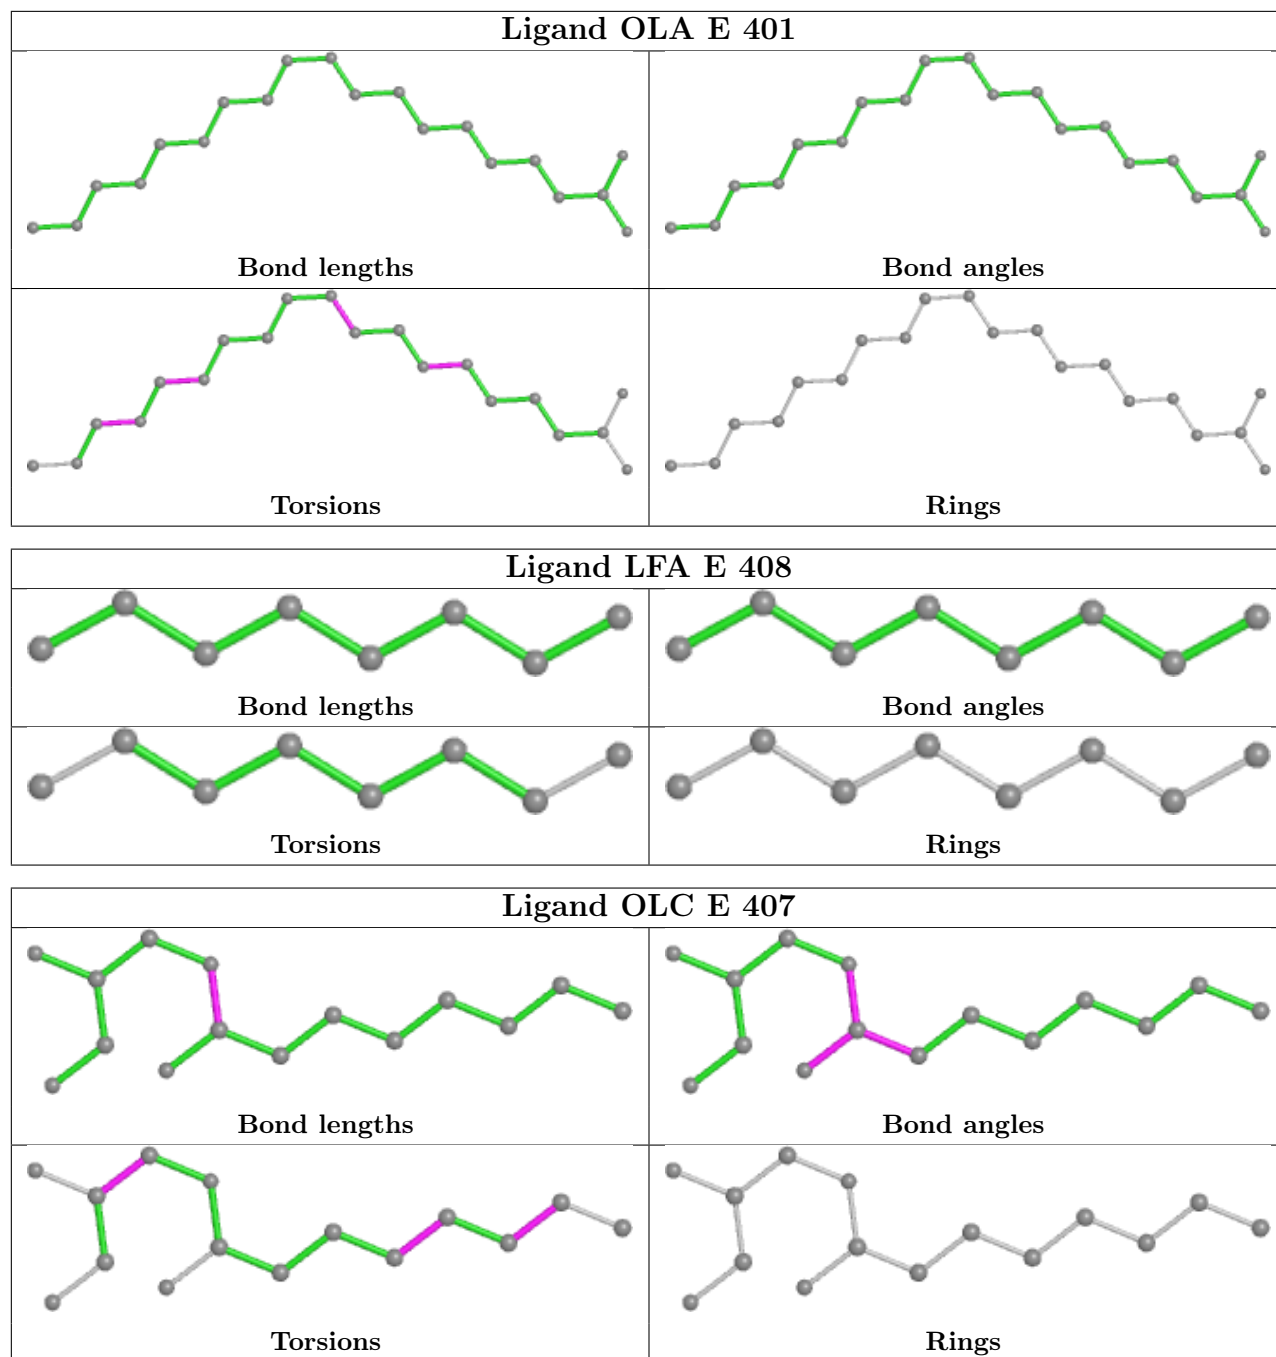 Ligand OLA E 401
Bond lengths
Bond angles
Torsions
Rings
Ligand LFA E 408
Bond lengths
Bond angles
Torsions
Rings
Ligand OLC E 407
Bond lengths
Bond angles
Torsions
Rings